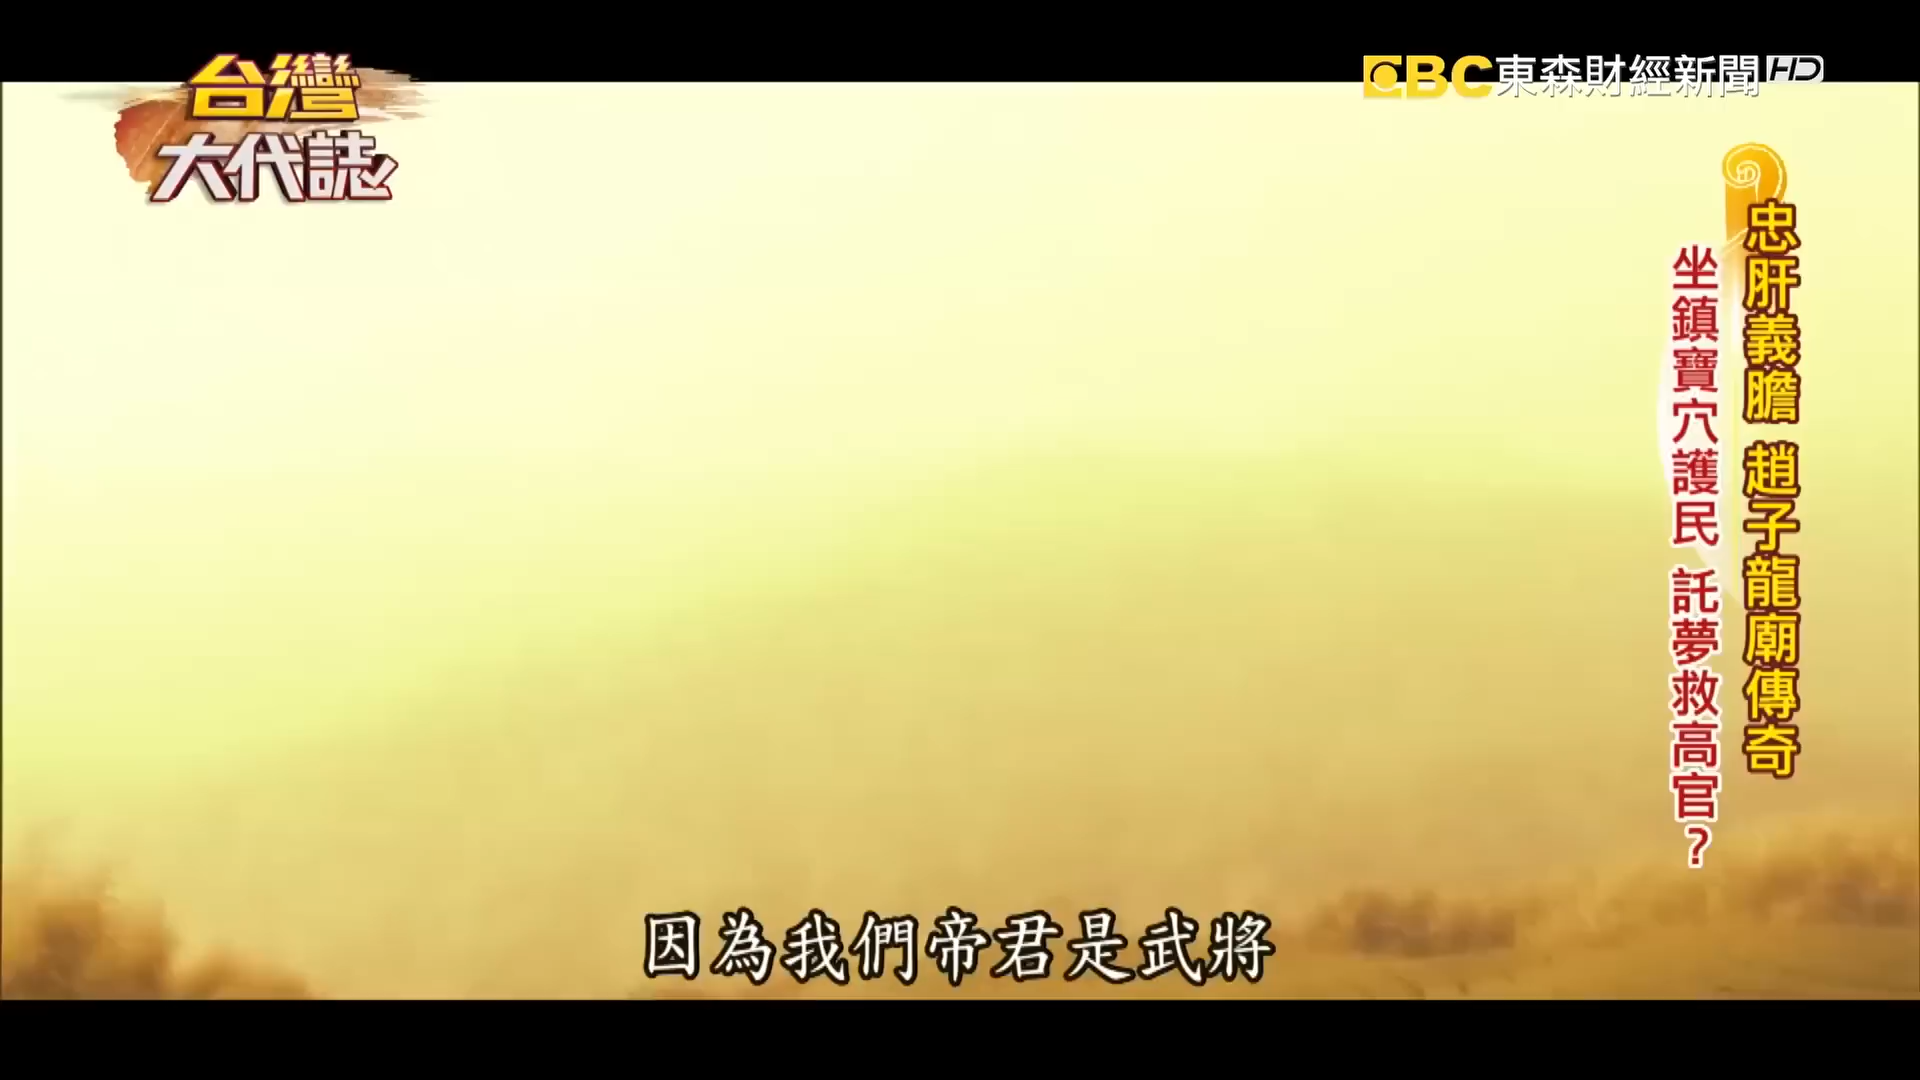 台灣
大代誌
EBC東森財經新聞HD
忠肝義膽 趙子龍廟傳奇
坐鎮寶穴護民 託夢救高官?
因為我們帝君是武將